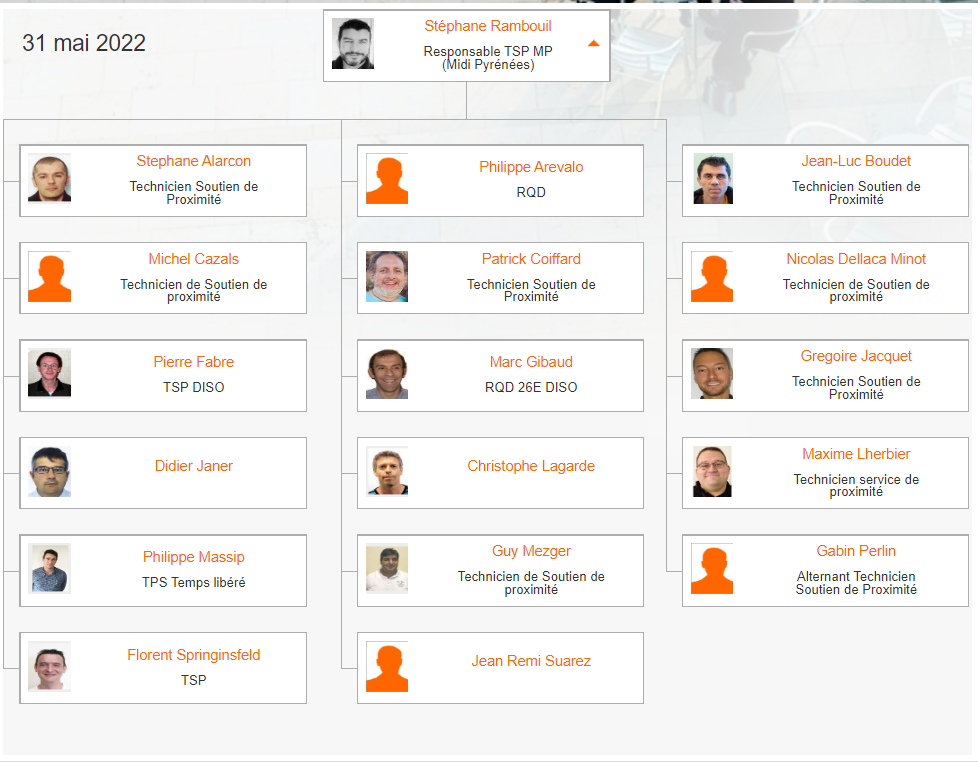 31 mai 2022
Stéphane Rambouil
Responsable TSP MP
(Midi Pyrénées)
Stephane Alarcon
Technicien Soutien de
Proximité
Philippe Arevalo
RQD
Jean-Luc Boudet
Technicien Soutien de
Proximité
Michel Cazals
Technicien de Soutien de
proximité
Patrick Coiffard
Technicien Soutien de
Proximité
Nicolas Dellaca Minot
Technicien de Soutien de
proximité
Pierre Fabre
TSP DISO
Marc Gibaud
RQD 26E DISO
Gregoire Jacquet
Technicien Soutien de
Proximité
Didier Janer
Christophe Lagarde
Maxime Lherbier
Technicien service de
proximité
Philippe Massip
TPS Temps libéré
Guy Mezger
Technicien de Soutien de
proximité
Gabin Perlin
Alternant Technicien
Soutien de Proximité
Florent Springinsfeld
TSP
Jean Remi Suarez